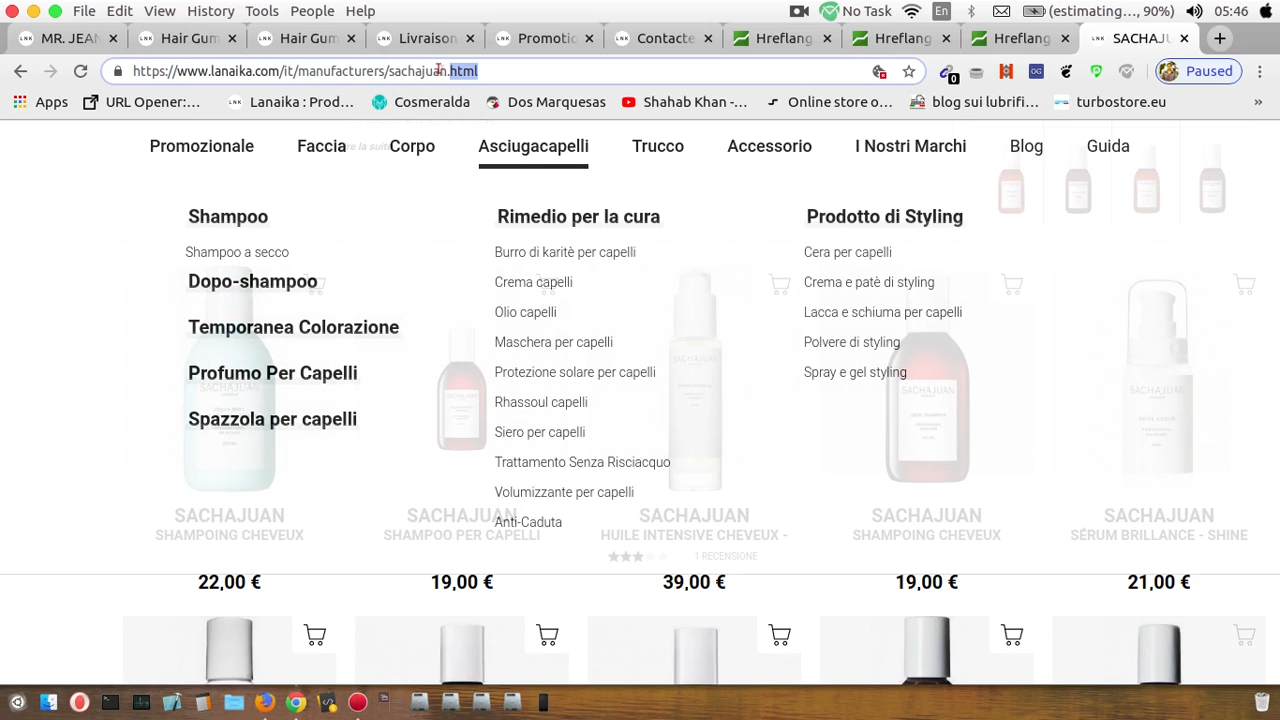 File Edit View History Tools People Help No Task En (estimating..., 90%) 05:46
MR. JEAN Hair Gum Hair Gum Livraison Promoti Contacte Hreflang Hreflang Hreflang SACHAJU
https://www.lanaika.com/it/manufacturers/sachajuan.html 0 Paused
Apps URL Opener:... Lanaika : Prod... Cosmeralda Dos Marquesas Shahab Khan -... Online store o... blog sui lubrifi... turbostore.eu »
Promozionale Faccia Corpo Asciugacapelli Trucco Accessorio I Nostri Marchi Blog Guida
Shampoo Rimedio per la cura Prodotto di Styling
Shampoo a secco Burro di karitè per capelli Cera per capelli
Dopo-shampoo Crema capelli Crema e patè di styling
Olio capelli Lacca e schiuma per capelli
Temporanea Colorazione Maschera per capelli Polvere di styling
Profumo Per Capelli Protezione solare per capelli Spray e gel styling
Rhassoul capelli
Spazzola per capelli Siero per capelli
Trattamento Senza Risciacquo
Volumizzante per capelli
Anti-Caduta
SACHAJUAN SACHAJUAN SACHAJUAN SACHAJUAN SACHAJUAN
SHAMPOING CHEVEUX SHAMPOO PER CAPELLI HUILE INTENSIVE CHEVEUX - SHAMPOING CHEVEUX SÉRUM BRILLANCE - SHINE
1 RECENSIONE
22,00 € 19,00 € 39,00 € 19,00 € 21,00 €